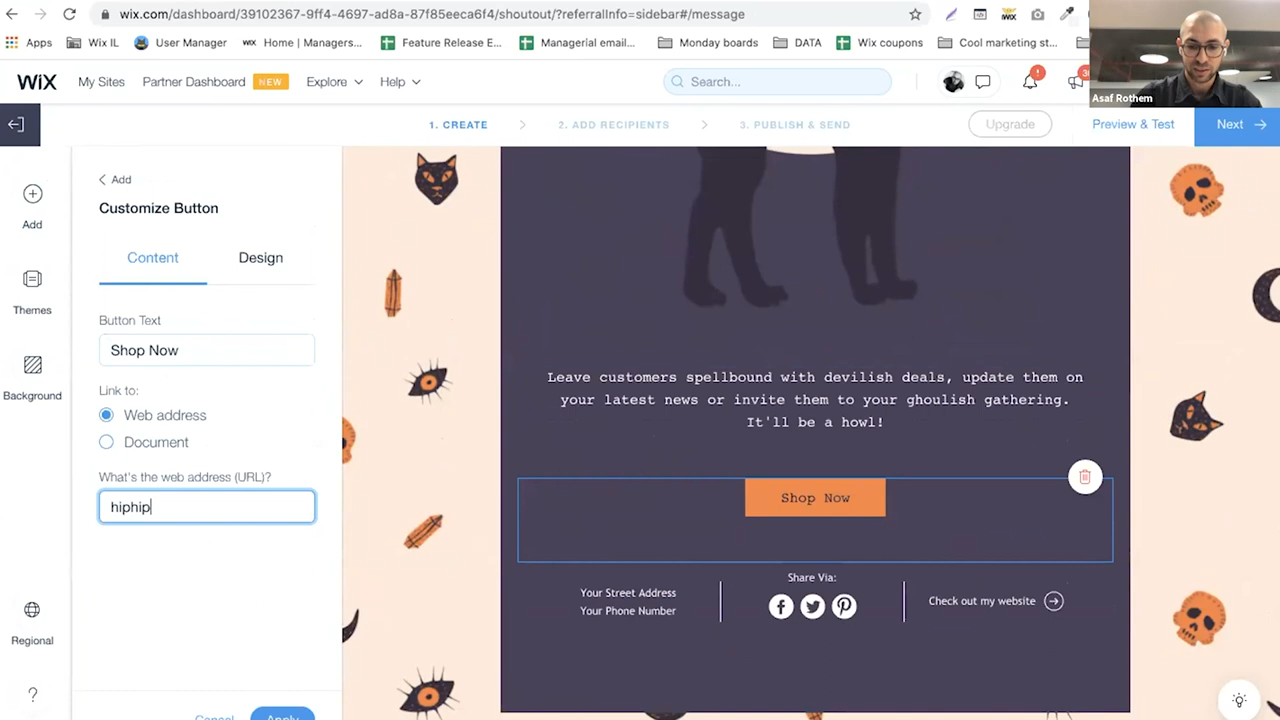 wix.com/dashboard/39102367-9ff4-4697-ad8a-87f85eeca6f4/shoutout/?referralInfo=sidebar#/message
Apps
Wix IL
User Manager
WiX
Home | Managers...
Feature Release E...
Managerial email...
Monday boards
DATA
Wix coupons
Cool marketing st...
Asaf Rothem
WiX
My Sites
Partner Dashboard
NEW
Explore
Help
Search...
1. CREATE
2. ADD RECIPIENTS
3. PUBLISH & SEND
Upgrade
Preview & Test
Next
Add
Themes
Background
Regional
?
Add
Customize Button
Content
Design
Button Text
Shop Now
Link to:
Web address
Document
What's the web address (URL)?
hiphip
Cancel
Apply
Leave customers spellbound with devilish deals, update them on
your latest news or invite them to your ghoulish gathering.
It'll be a howl!
Shop Now
Your Street Address
Your Phone Number
Share Via:
Check out my website